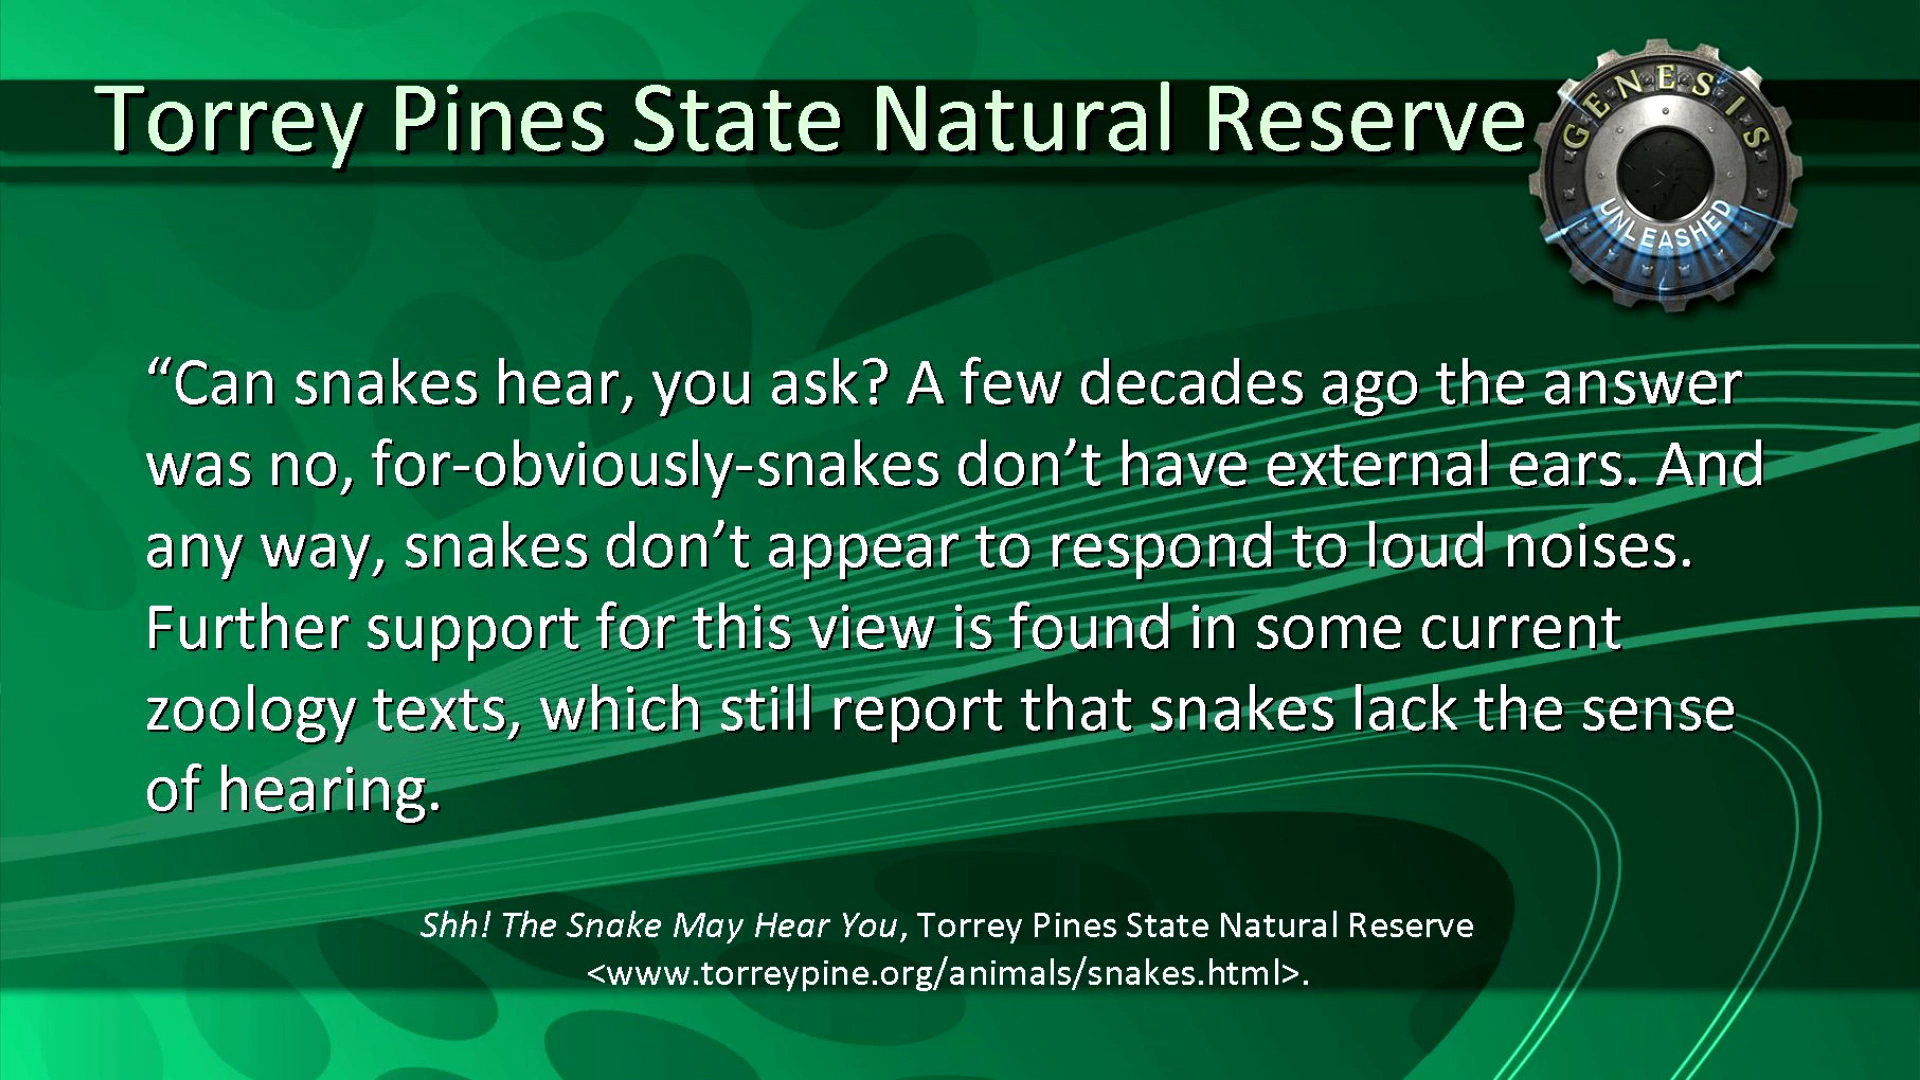 Torrey Pines State Natural Reserve
GENESIS
UNLEASHED
“Can snakes hear, you ask? A few decades ago the answer
was no, for-obviously-snakes don’t have external ears. And
any way, snakes don’t appear to respond to loud noises.
Further support for this view is found in some current
zoology texts, which still report that snakes lack the sense
of hearing.
Shh! The Snake May Hear You, Torrey Pines State Natural Reserve
<www.torreypine.org/animals/snakes.html>.